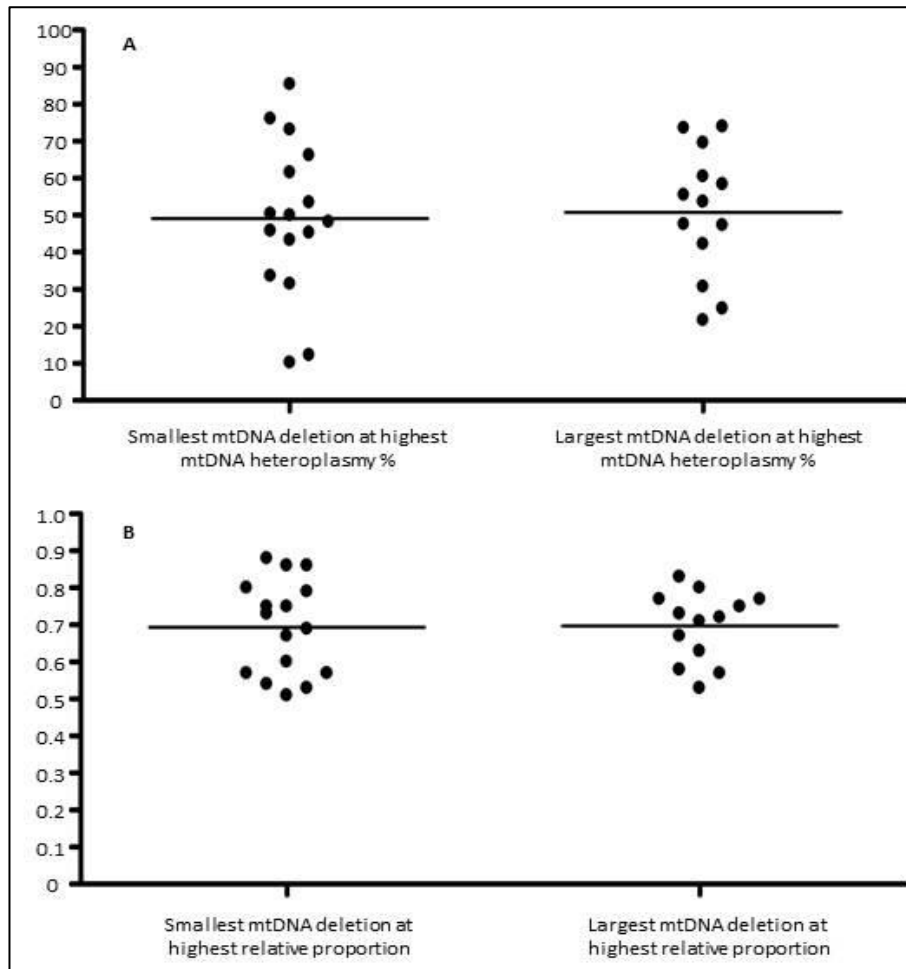 A
100
90
80
70
60
50
40
30
20
10
0
Smallest mtDNA deletion at highest
mtDNA heteroplasmy %
Largest mtDNA deletion at highest
mtDNA heteroplasmy %
B
1.0
0.9
0.8
0.7
0.6
0.5
0.4
0.3
0.2
0.1
0
Smallest mtDNA deletion at
highest relative proportion
Largest mtDNA deletion at
highest relative proportion